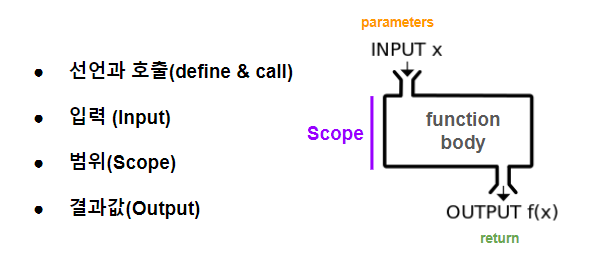 ● 선언과 호출(define & call)
● 입력 (Input)
● 범위(Scope)
● 결과값(Output)
parameters
INPUT x
Scope
function
body
OUTPUT f(x)
return